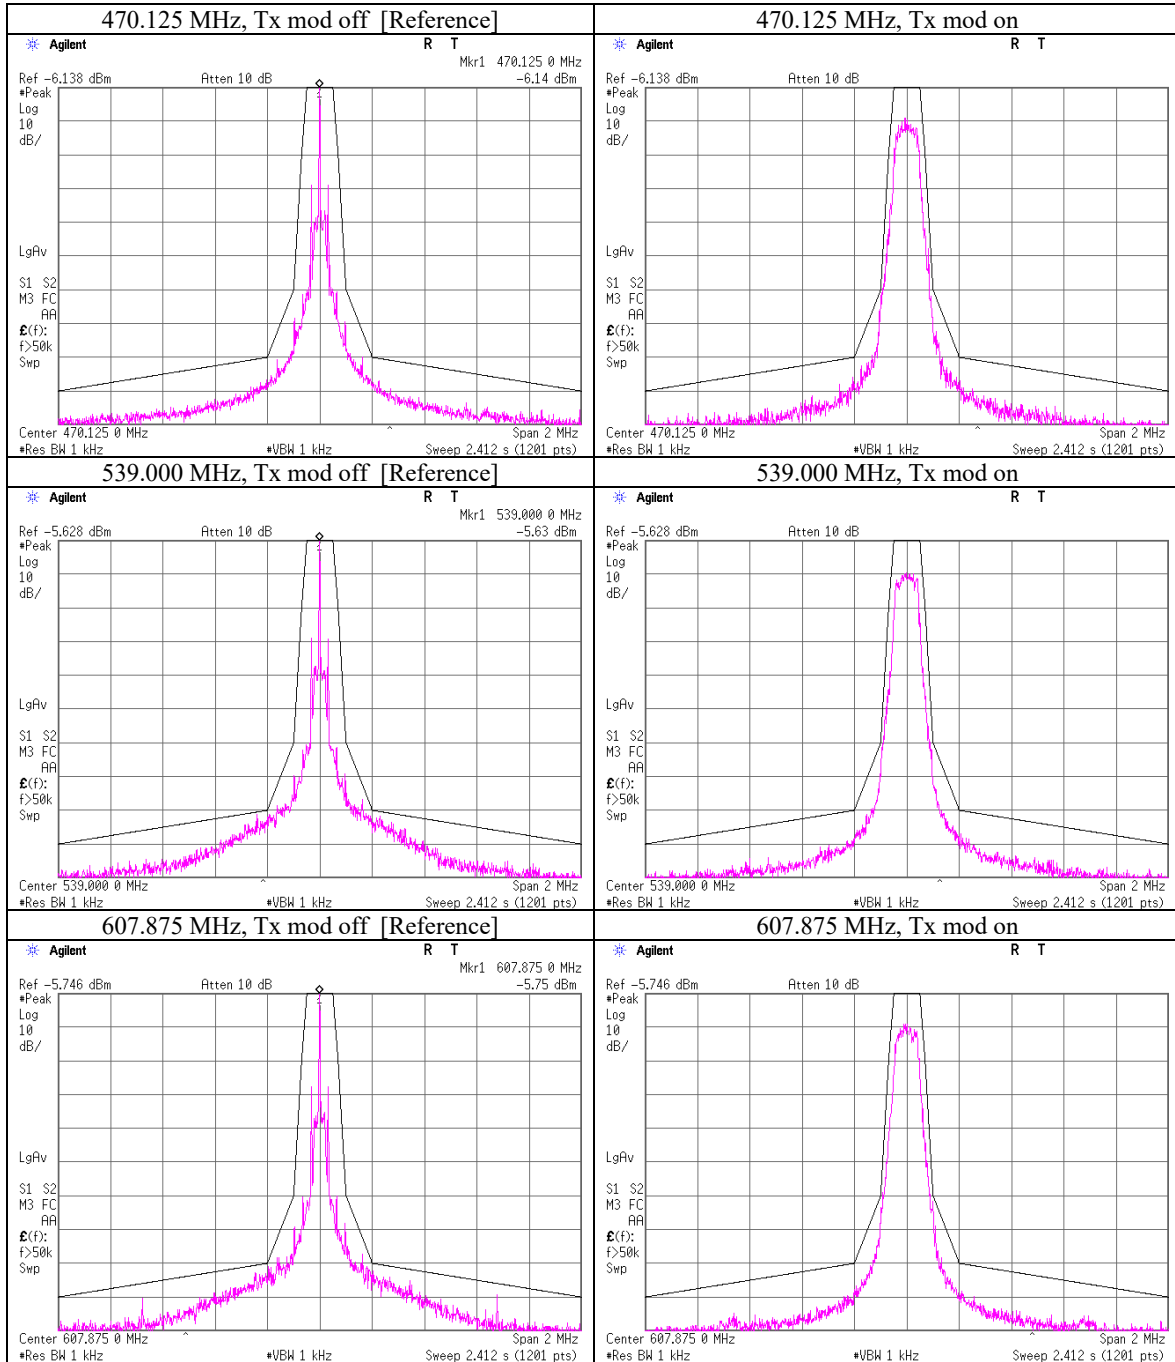 470.125 MHz, Tx mod off [Reference]
Agilent
R T
Mkr1 470.125 0 MHz
Ref -6.138 dBm
Atten 10 dB
-6.14 dBm
#Peak
Log
10
dB/
LgAv
S1 S2
M3 FC
AA
£(f):
f>50k
Swp
Center 470.125 0 MHz
Span 2 MHz
#Res BW 1 kHz
#VBW 1 kHz
Sweep 2.412 s (1201 pts)
470.125 MHz, Tx mod on
Agilent
R T
Ref -6.138 dBm
Atten 10 dB
#Peak
Log
10
dB/
LgAv
S1 S2
M3 FC
AA
£(f):
f>50k
Swp
Center 470.125 0 MHz
Span 2 MHz
#Res BW 1 kHz
#VBW 1 kHz
Sweep 2.412 s (1201 pts)
539.000 MHz, Tx mod off [Reference]
Agilent
R T
Mkr1 539.000 0 MHz
Ref -5.628 dBm
Atten 10 dB
-5.63 dBm
#Peak
Log
10
dB/
LgAv
S1 S2
M3 FC
AA
£(f):
f>50k
Swp
Center 539.000 0 MHz
Span 2 MHz
#Res BW 1 kHz
#VBW 1 kHz
Sweep 2.412 s (1201 pts)
539.000 MHz, Tx mod on
Agilent
R T
Ref -5.628 dBm
Atten 10 dB
#Peak
Log
10
dB/
LgAv
S1 S2
M3 FC
AA
£(f):
f>50k
Swp
Center 539.000 0 MHz
Span 2 MHz
#Res BW 1 kHz
#VBW 1 kHz
Sweep 2.412 s (1201 pts)
607.875 MHz, Tx mod off [Reference]
Agilent
R T
Mkr1 607.875 0 MHz
Ref -5.746 dBm
Atten 10 dB
-5.75 dBm
#Peak
Log
10
dB/
LgAv
S1 S2
M3 FC
AA
£(f):
f>50k
Swp
Center 607.875 0 MHz
Span 2 MHz
#Res BW 1 kHz
#VBW 1 kHz
Sweep 2.412 s (1201 pts)
607.875 MHz, Tx mod on
Agilent
R T
Ref -5.746 dBm
Atten 10 dB
#Peak
Log
10
dB/
LgAv
S1 S2
M3 FC
AA
£(f):
f>50k
Swp
Center 607.875 0 MHz
Span 2 MHz
#Res BW 1 kHz
#VBW 1 kHz
Sweep 2.412 s (1201 pts)